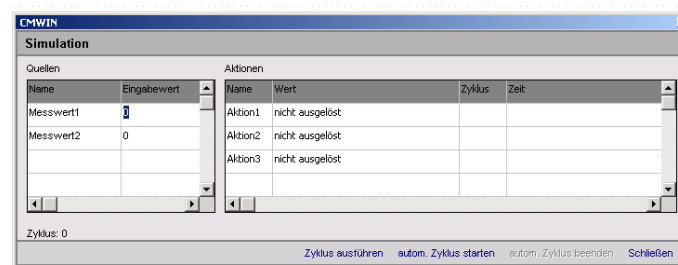 CMWIN
Simulation
Quellen
Aktionen
Name Eingabewert
Name Wert Zyklus Zeit
Messwert1 0
Aktion1 nicht ausgelöst
Messwert2 0
Aktion2 nicht ausgelöst
Aktion3 nicht ausgelöst
Zyklus: 0
Zyklus ausführen autom. Zyklus starten autom. Zyklus beenden Schließen